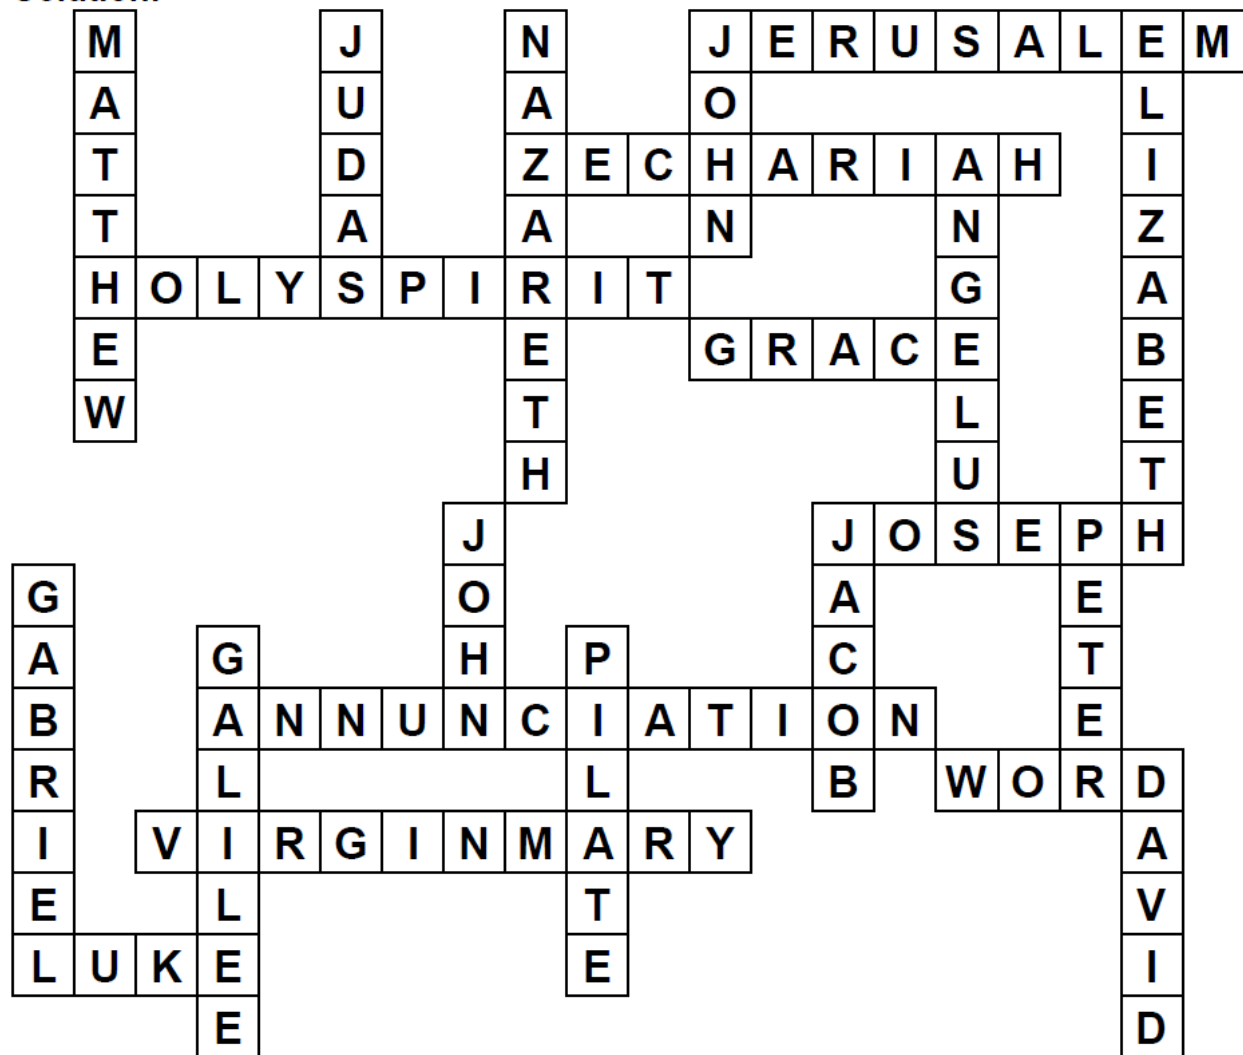 M J N J E R U S A L E M
A U A O L
T D Z E C H A R I A H I
T A A N N Z
H O L Y S P I R I T G A
E E G R A C E B
W T L E
H U T
J J O S E P H
G O A E
A G H P C T
B A N N U N C I A T I O N E
R L L B W O R D
I V I R G I N M A R Y A
E L T V
L U K E E I
E D